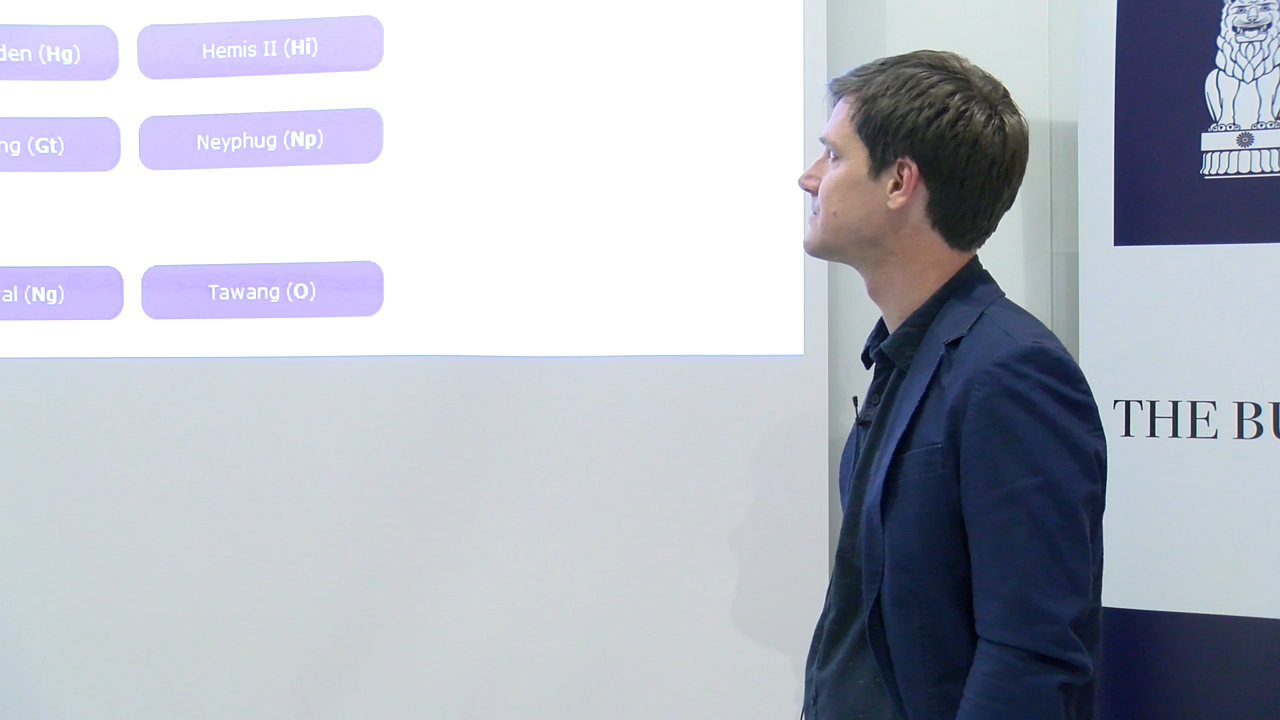 den (Hg)
Hemis II (Hi)
ng (Gt)
Neyphug (Np)
al (Ng)
Tawang (O)
THE BU